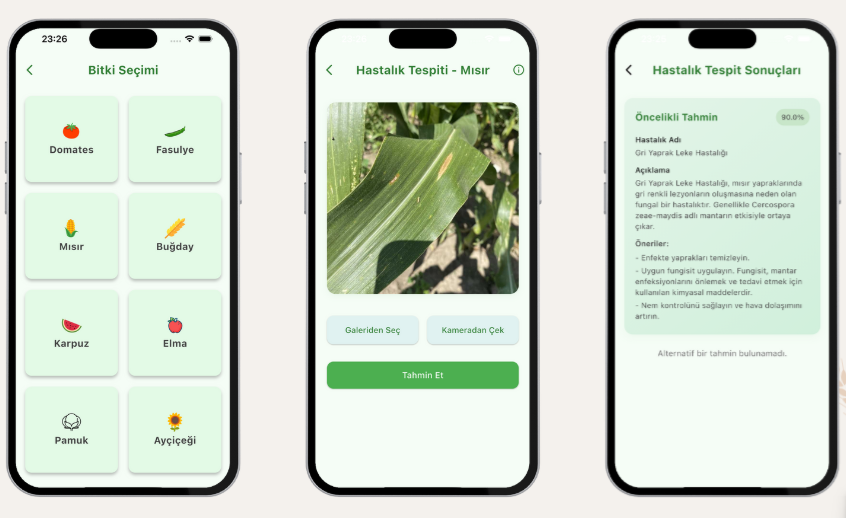 23:26
Bitki Seçimi
Domates
Fasulye
Mısır
Buğday
Karpuz
Elma
Pamuk
Ayçiçeği
Hastalık Tespiti - Mısır
Galeriden Seç
Kameradan Çek
Tahmin Et
Hastalık Tespit Sonuçları
Öncelikli Tahmin
90.0%
Hastalık Adı
Gri Yaprak Leke Hastalığı
Açıklama
Gri Yaprak Leke Hastalığı, mısır yapraklarında
gri renkli lezyonların oluşmasına neden olan
fungal bir hastalıktır. Genellikle Cercospora
zeae-maydis adlı mantarın etkisiyle ortaya
çıkar.
Öneriler:
- Enfekte yaprakları temizleyin.
- Uygun fungisit uygulayın. Fungisit, mantar
enfeksiyonlarını önlemek ve tedavi etmek için
kullanılan kimyasal maddelerdir.
- Nem kontrolünü sağlayın ve hava dolaşımını
artırın.
Alternatif bir tahmin bulunamadı.